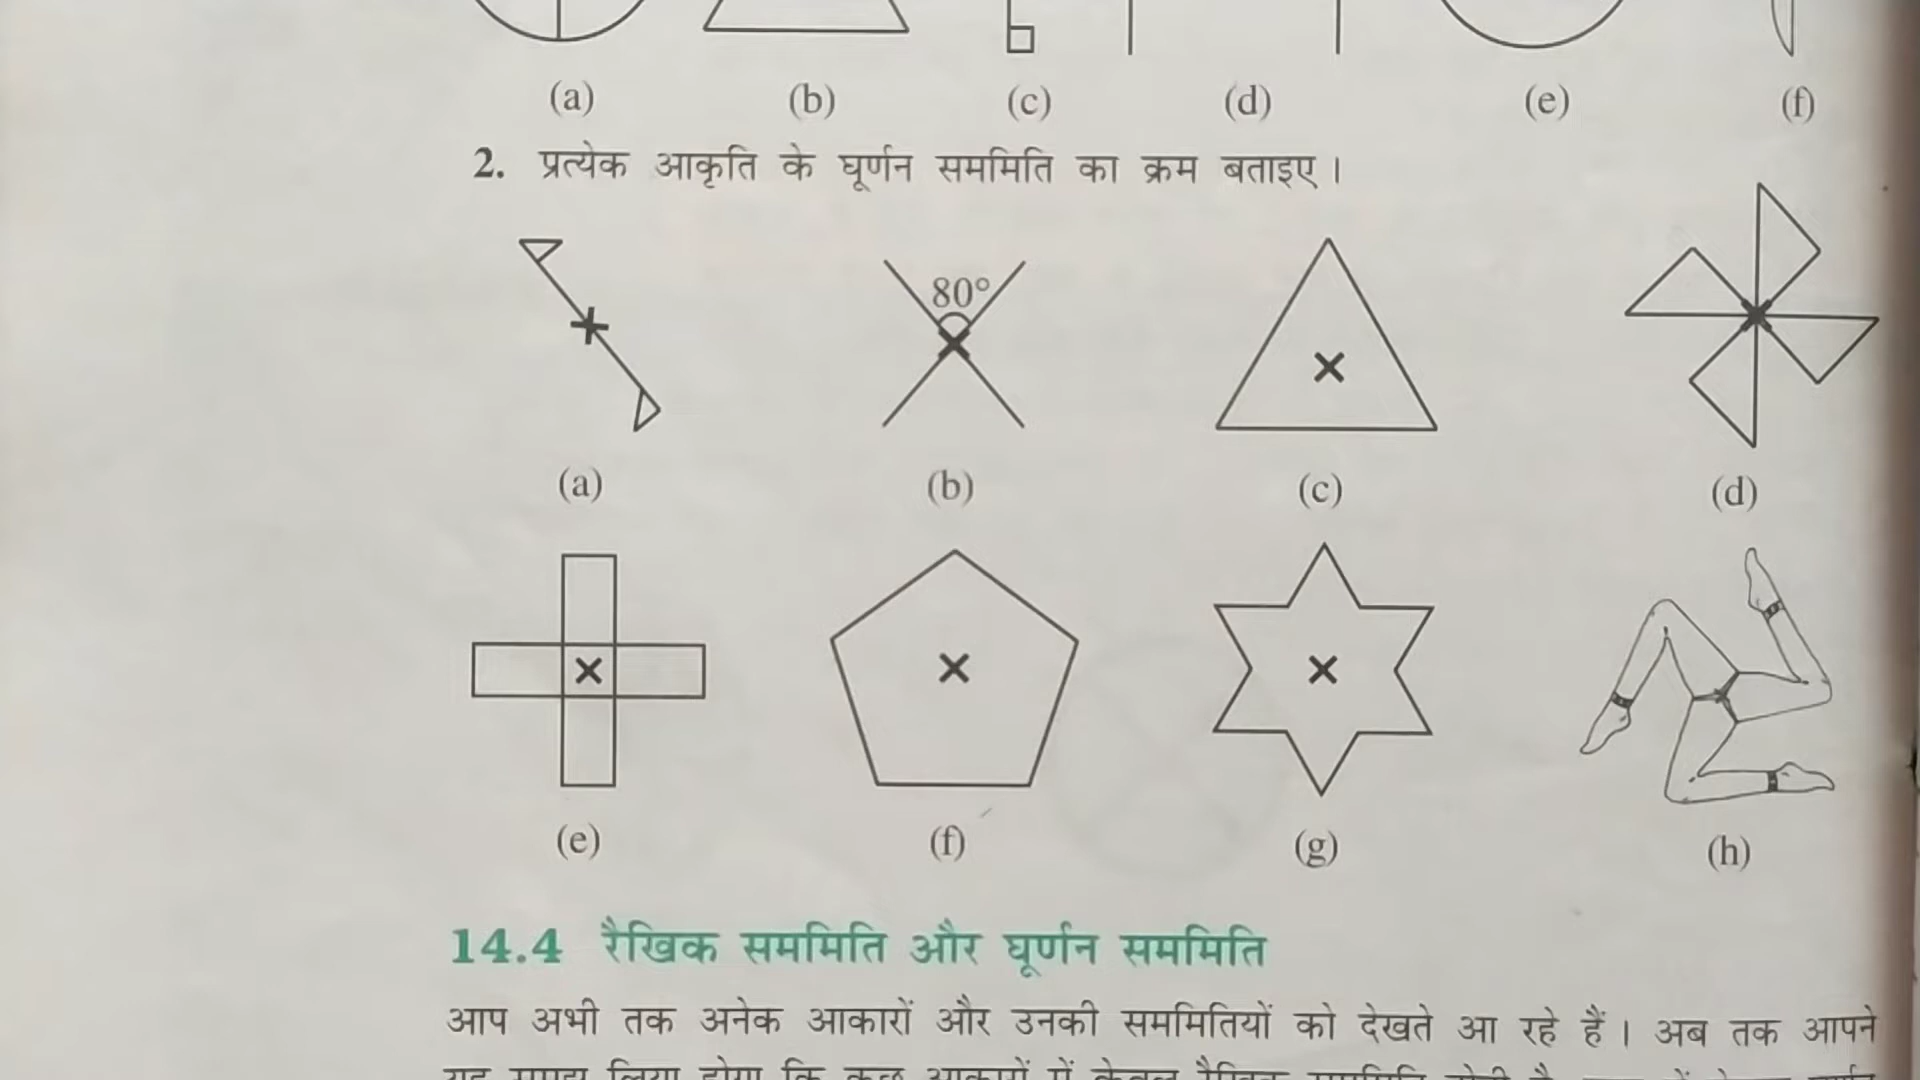 (a) (b) (c) (d) (e) (f)
2. प्रत्येक आकृति के घूर्णन सममिति का क्रम बताइए।
80°
(a) (b) (c) (d)
(e) (f) (g) (h)
14.4 रैखिक सममिति और घूर्णन सममिति
आप अभी तक अनेक आकारों और उनकी सममितियों को देखते आ रहे हैं। अब तक आपने